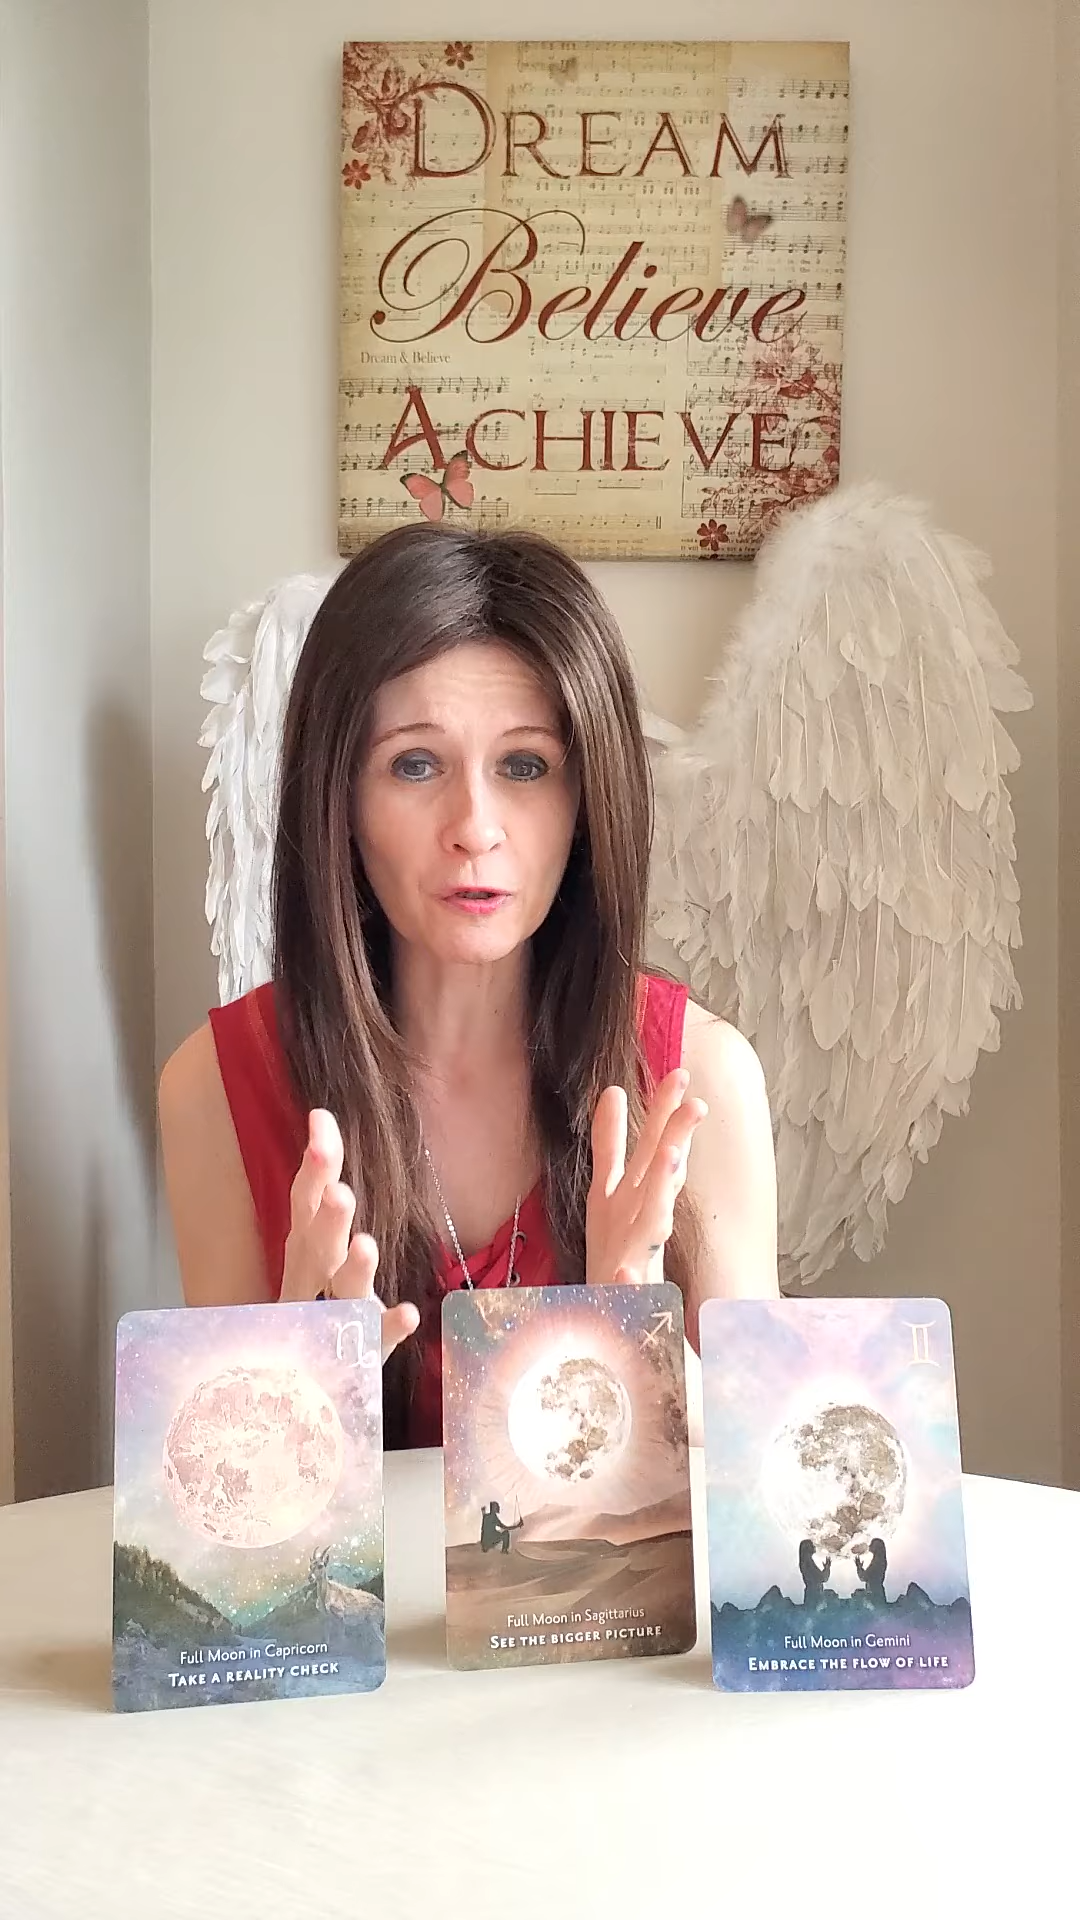 DREAM
Believe
Dream & Believe
ACHIEVE
Full Moon in Capricorn
TAKE A REALITY CHECK
Full Moon in Sagittarius
SEE THE BIGGER PICTURE
Full Moon in Gemini
EMBRACE THE FLOW OF LIFE